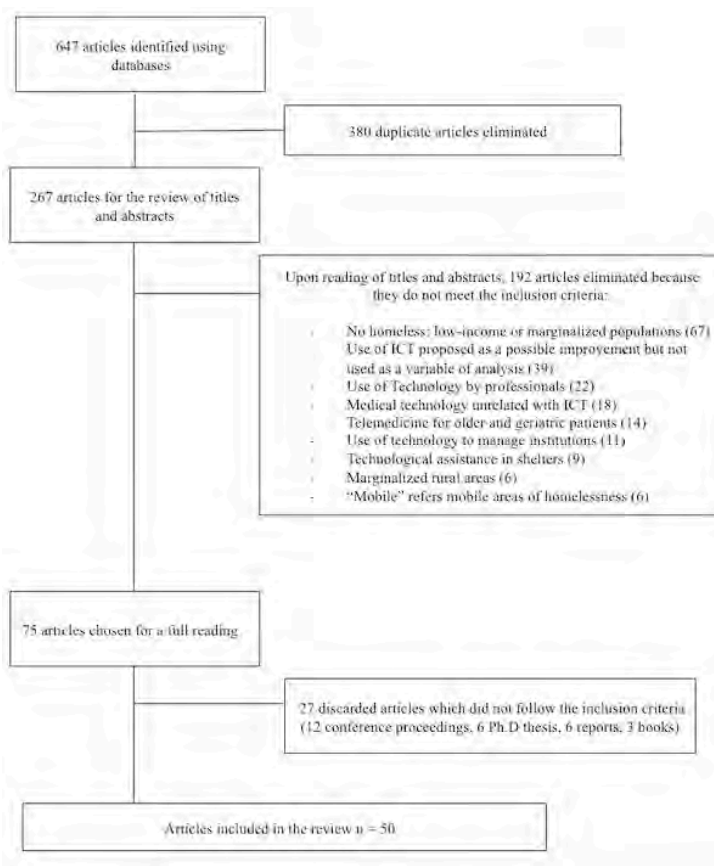 647 articles identified using
databases
380 duplicate articles eliminated
267 articles for the review of titles
and abstracts
Upon reading of titles and abstracts, 192 articles eliminated because
they do not meet the inclusion criteria:
- No homeless: low-income or marginalized populations (67)
Use of ICT proposed as a possible improvement but not
used as a variable of analysis (39)
- Use of Technology by professionals (22)
- Medical technology unrelated with ICT (18)
Telemedicine for older and geriatric patients (14)
- Use of technology to manage institutions (11)
- Technological assistance in shelters (9)
- Marginalized rural areas (6)
- “Mobile” refers mobile areas of homelessness (6)
75 articles chosen for a full reading
27 discarded articles which did not follow the inclusion criteria
(12 conference proceedings, 6 Ph.D thesis, 6 reports, 3 books)
Articles included in the review n = 50